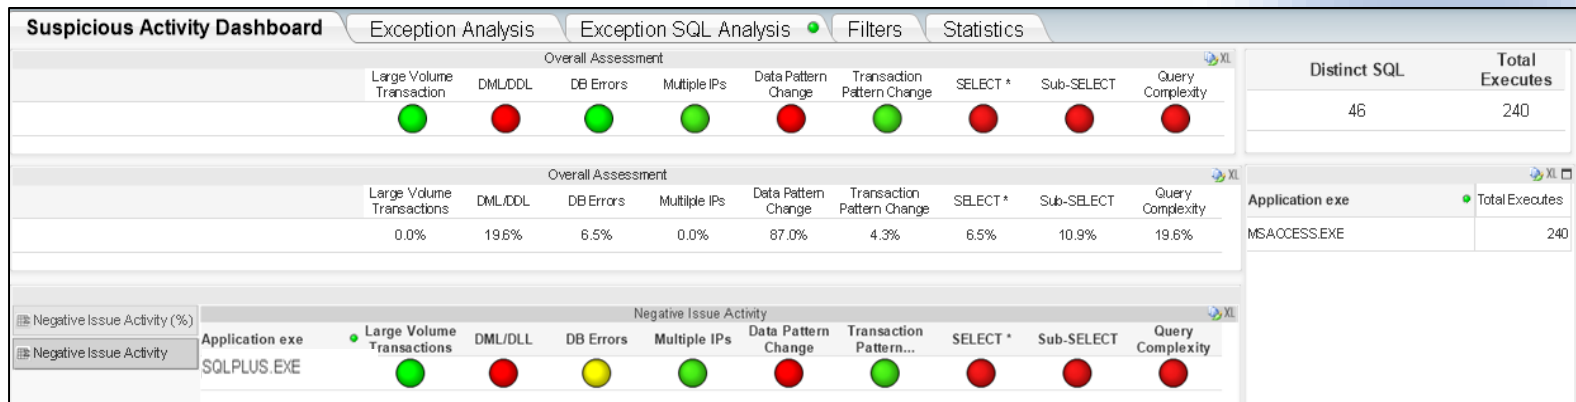 Suspicious Activity Dashboard Exception Analysis Exception SQL Analysis Filters Statistics
Overall Assessment XL
Large Volume Transaction DML/DDL DB Errors Multiple IPs Data Pattern Change Transaction Pattern Change SELECT * Sub-SELECT Query Complexity
Distinct SQL Total Executes
46 240
Overall Assessment XL
Large Volume Transactions DML/DDL DB Errors Multilple IPs Data Pattern Change Transaction Pattern Change SELECT * Sub-SELECT Query Complexity
0.0% 19.6% 6.5% 0.0% 87.0% 4.3% 6.5% 10.9% 19.6%
XL
Application exe Total Executes
MSACCESS.EXE 240
Negative Issue Activity (%)
Negative Issue Activity
Negative Issue Activity XL
Application exe Large Volume Transactions DML/DLL DB Errors Multiple IPs Data Pattern Change Transaction Pattern... SELECT * Sub-SELECT Query Complexity
SQLPLUS.EXE